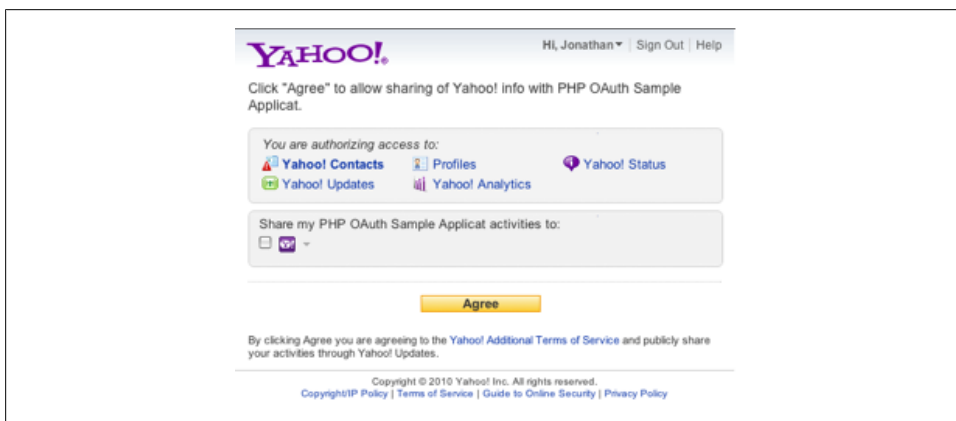 YAHOO!®
Hi, Jonathan | Sign Out | Help
Click "Agree" to allow sharing of Yahoo! info with PHP OAuth Sample
Applicat.
You are authorizing access to:
Yahoo! Contacts Profiles Yahoo! Status
Yahoo! Updates Yahoo! Analytics
Share my PHP OAuth Sample Applicat activities to:
Y!
Agree
By clicking Agree you are agreeing to the Yahoo! Additional Terms of Service and publicly share
your activities through Yahoo! Updates.
Copyright © 2010 Yahoo! Inc. All rights reserved.
Copyright/IP Policy | Terms of Service | Guide to Online Security | Privacy Policy